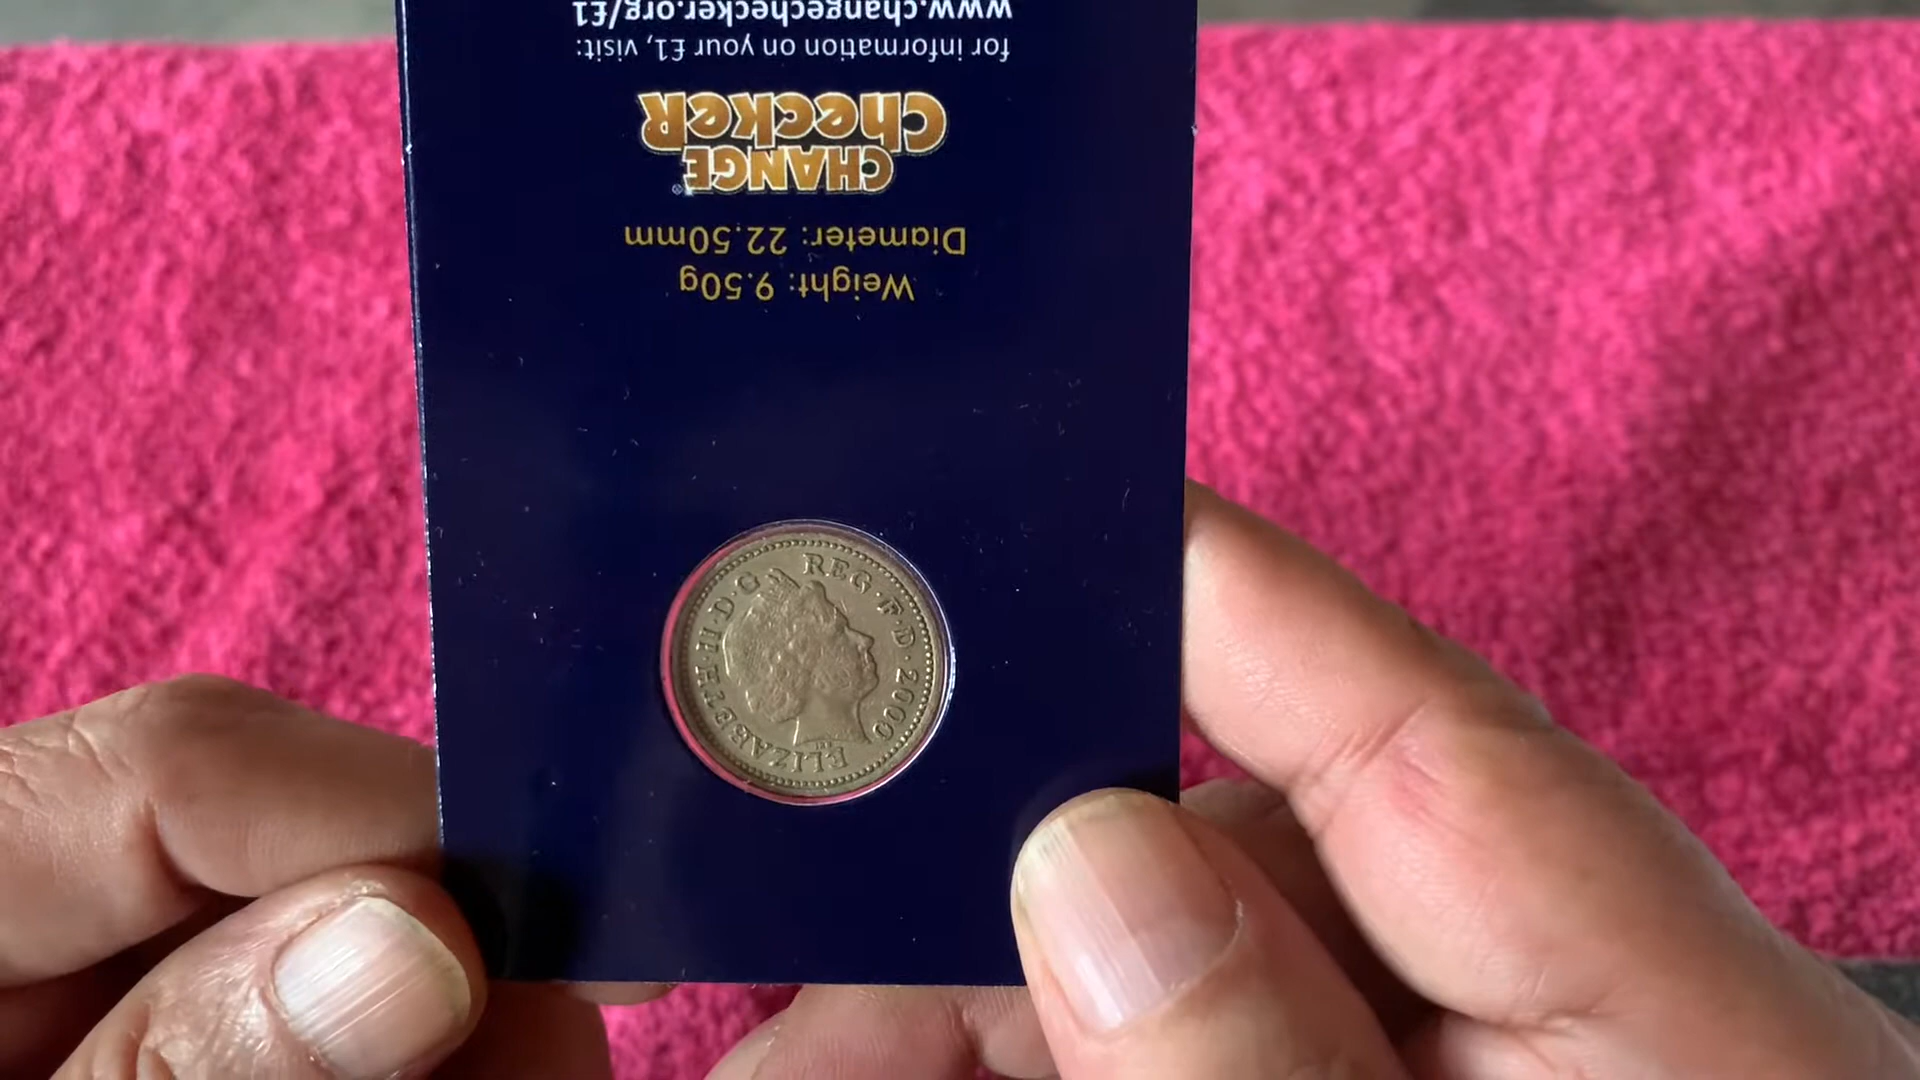 ELIZABETH·II·D·G REG·F·D·2000
Weight: 9.50g
Diameter: 22.50mm
CHANGE®
CheckeR
for information on your £1, visit:
www.changechecker.org/£1